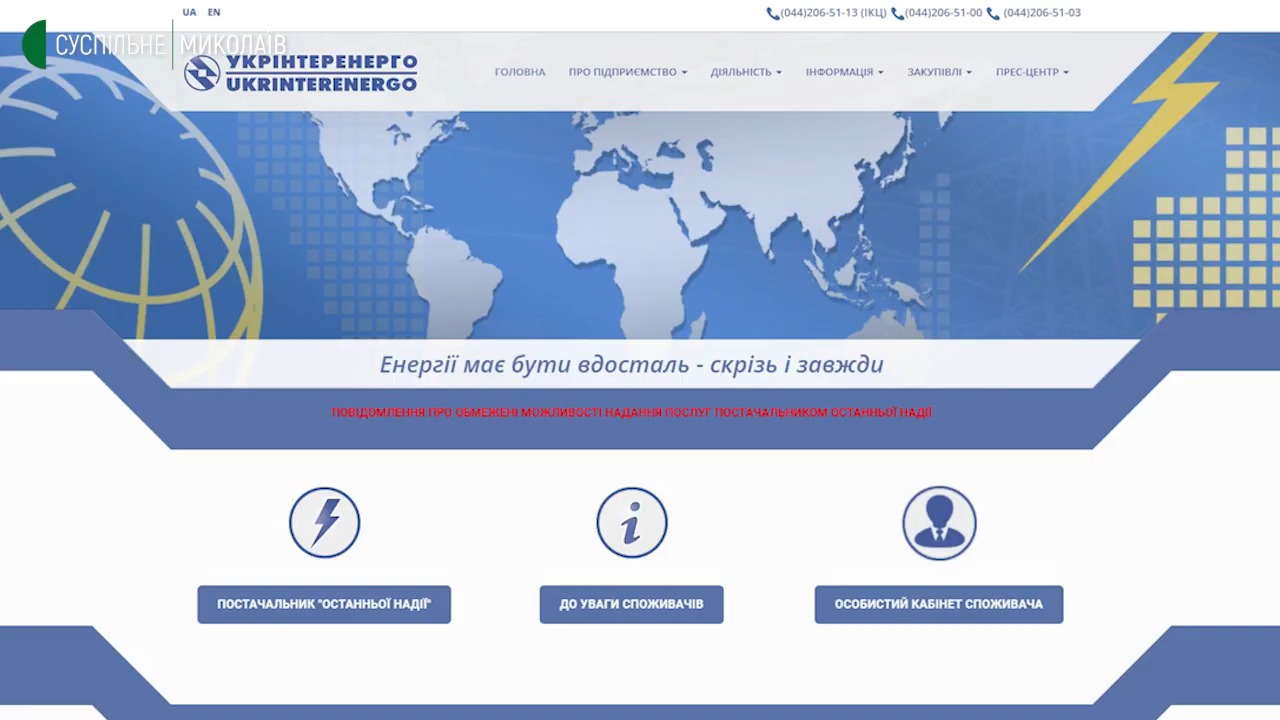 UA EN
(044)206-51-13 (ІКЦ) (044)206-51-00 (044)206-51-03
СУСПІЛЬНЕ МИКОЛАЇВ
УКРІНТЕРЕНЕРГО
UKRINTERENERGO
ГОЛОВНА ПРО ПІДПРИЄМСТВО ДІЯЛЬНІСТЬ ІНФОРМАЦІЯ ЗАКУПІВЛІ ПРЕС-ЦЕНТР
Енергії має бути вдосталь - скрізь і завжди
ПОВІДОМЛЕННЯ ПРО ОБМЕЖЕНІ МОЖЛИВОСТІ НАДАННЯ ПОСЛУГ ПОСТАЧАЛЬНИКОМ ОСТАННЬОЇ НАДІЇ
ПОСТАЧАЛЬНИК "ОСТАННЬОЇ НАДІЇ" ДО УВАГИ СПОЖИВАЧІВ ОСОБИСТИЙ КАБІНЕТ СПОЖИВАЧА